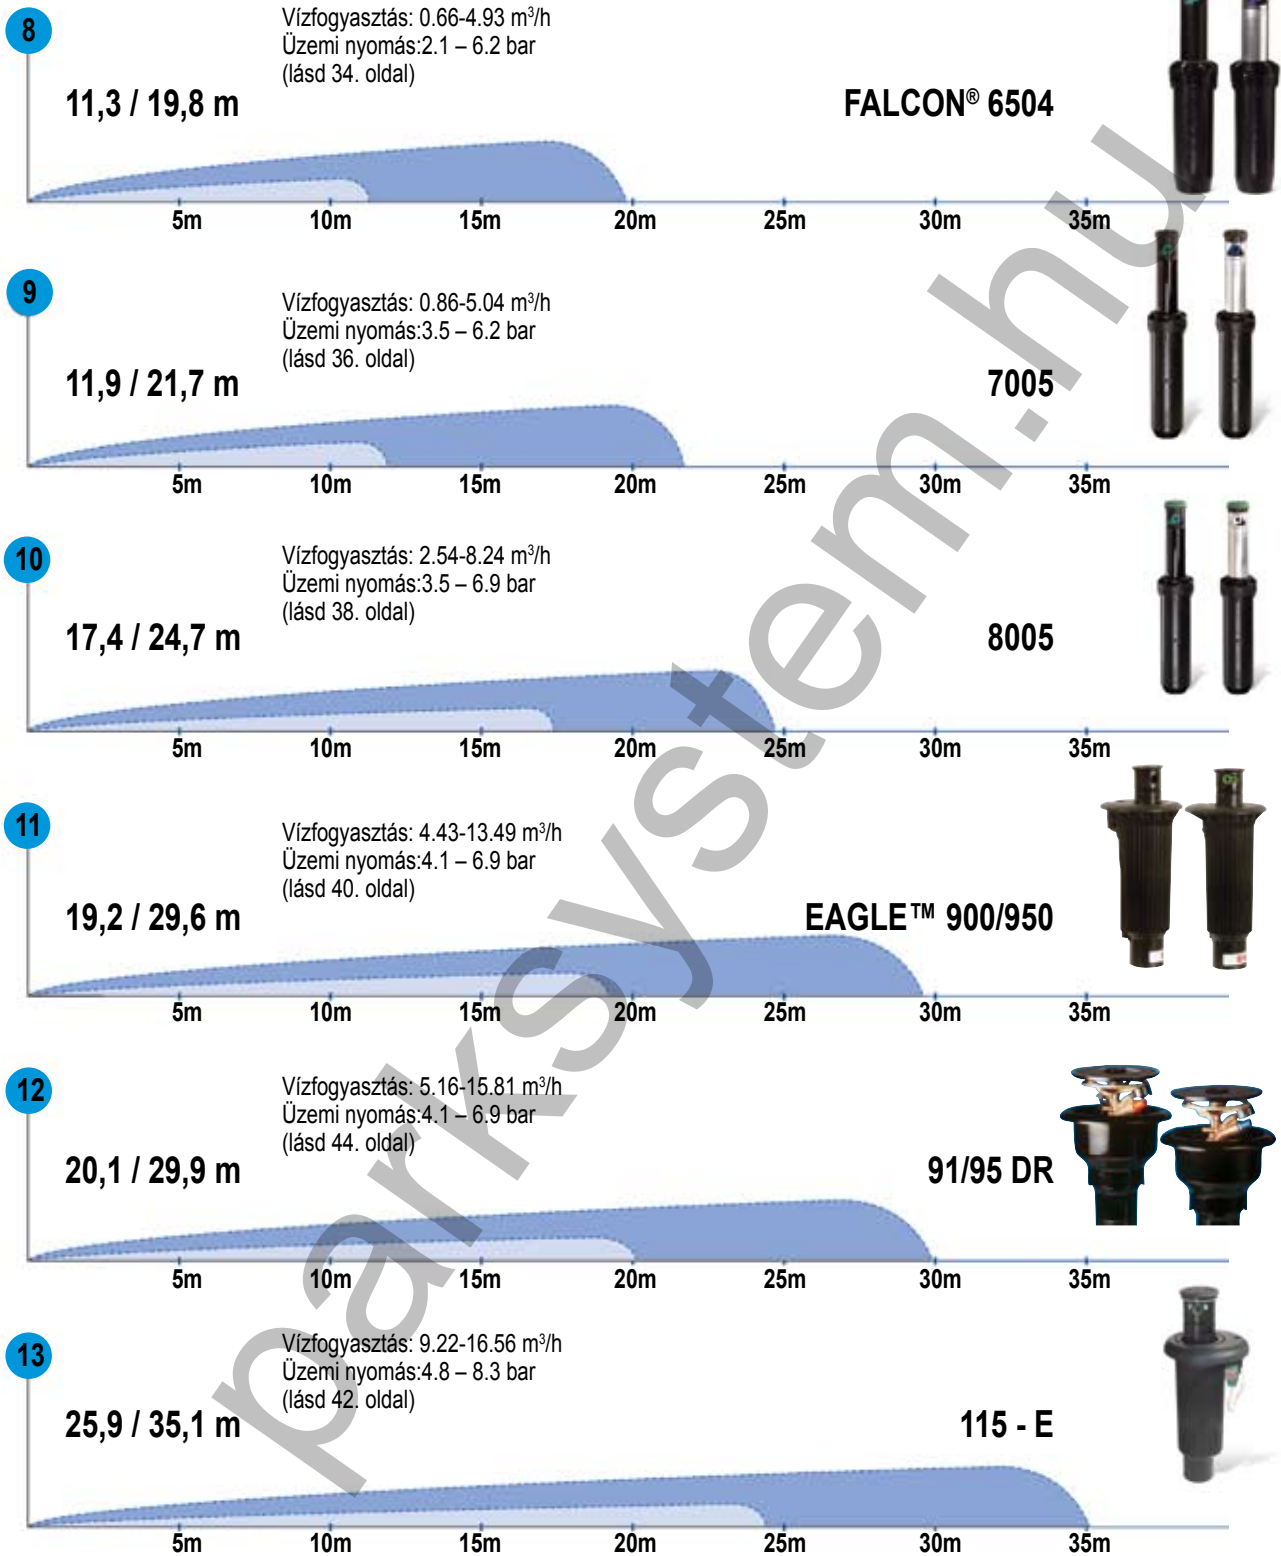 8
Vízfogyasztás: 0.66-4.93 m³/h
Üzemi nyomás:2.1 – 6.2 bar
(lásd 34. oldal)
11,3 / 19,8 m
FALCON® 6504
5m 10m 15m 20m 25m 30m 35m
9
Vízfogyasztás: 0.86-5.04 m³/h
Üzemi nyomás:3.5 – 6.2 bar
(lásd 36. oldal)
11,9 / 21,7 m
7005
5m 10m 15m 20m 25m 30m 35m
10
Vízfogyasztás: 2.54-8.24 m³/h
Üzemi nyomás:3.5 – 6.9 bar
(lásd 38. oldal)
17,4 / 24,7 m
8005
5m 10m 15m 20m 25m 30m 35m
11
Vízfogyasztás: 4.43-13.49 m³/h
Üzemi nyomás:4.1 – 6.9 bar
(lásd 40. oldal)
19,2 / 29,6 m
EAGLE™ 900/950
5m 10m 15m 20m 25m 30m 35m
12
Vízfogyasztás: 5.16-15.81 m³/h
Üzemi nyomás:4.1 – 6.9 bar
(lásd 44. oldal)
20,1 / 29,9 m
91/95 DR
5m 10m 15m 20m 25m 30m 35m
13
Vízfogyasztás: 9.22-16.56 m³/h
Üzemi nyomás:4.8 – 8.3 bar
(lásd 42. oldal)
25,9 / 35,1 m
115 - E
5m 10m 15m 20m 25m 30m 35m
parksystem.hu